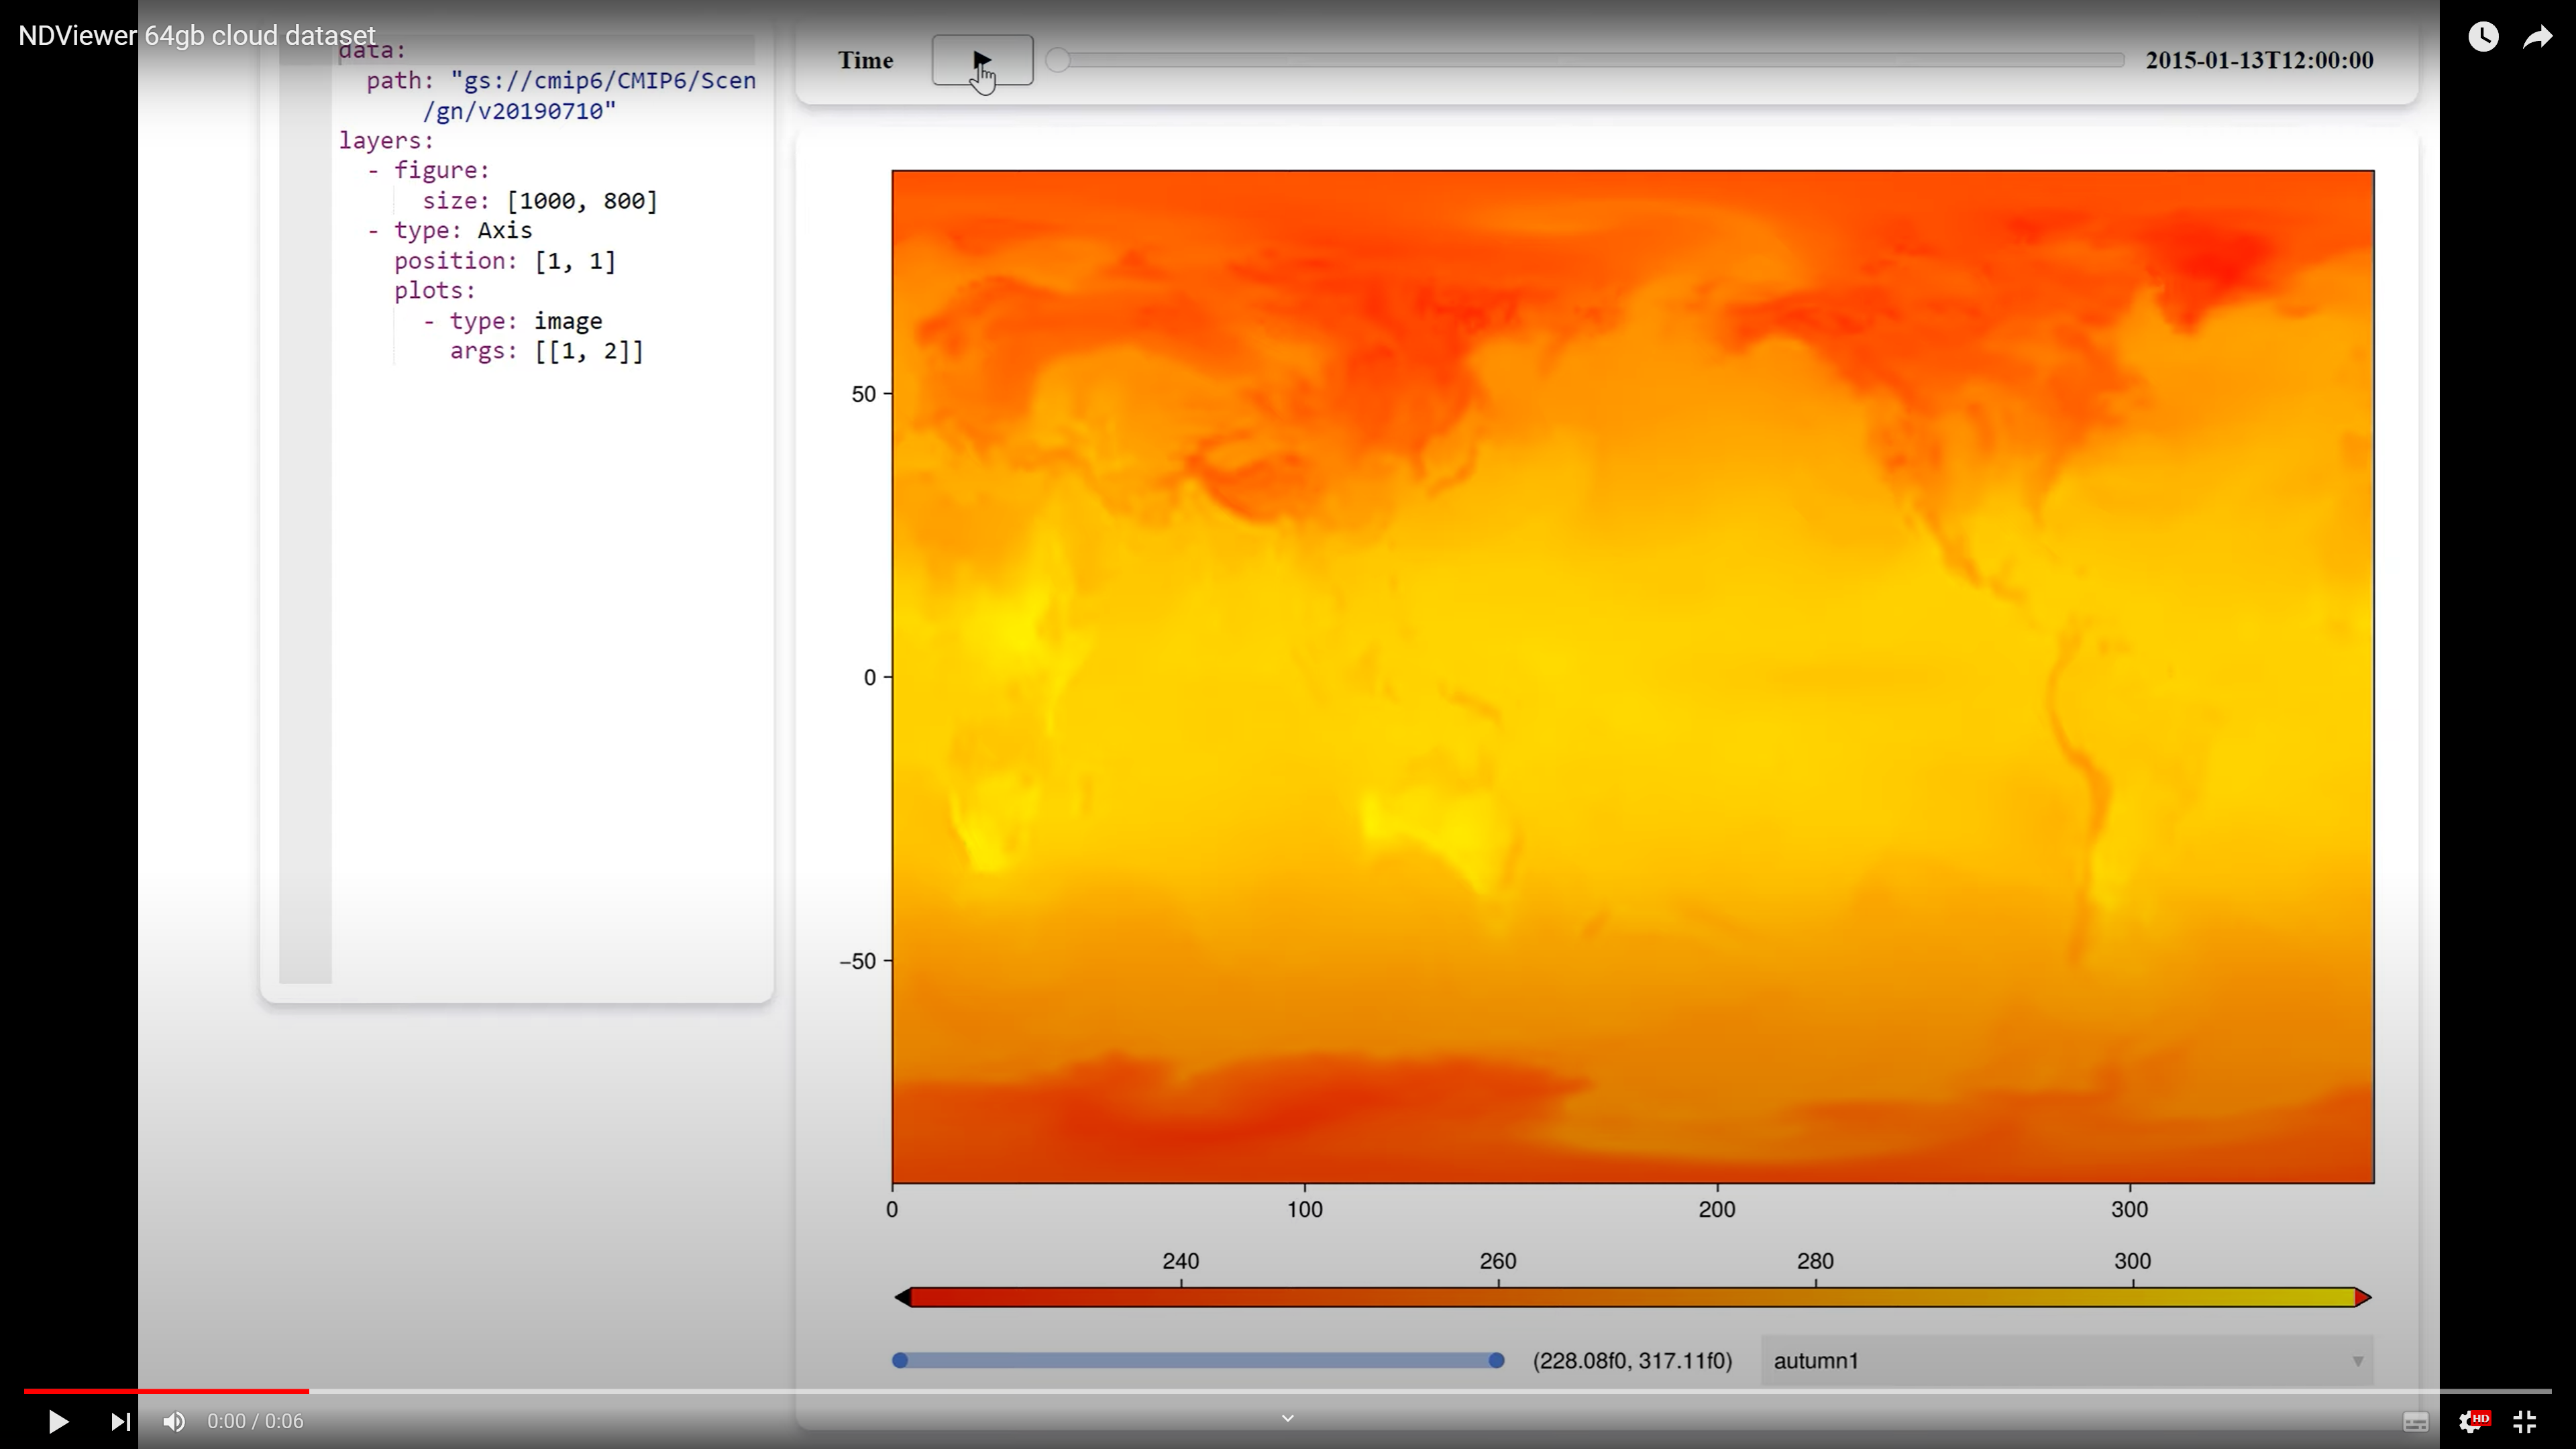 NDViewer 64gb cloud dataset
data:
path: "gs://cmip6/CMIP6/Scen
/gn/v20190710"
layers:
- figure:
size: [1000, 800]
- type: Axis
position: [1, 1]
plots:
- type: image
args: [[1, 2]]
Time
2015-01-13T12:00:00
50
0
−50
0 100 200 300
240 260 280 300
(228.08f0, 317.11f0)
autumn1
0:00 / 0:06
HD